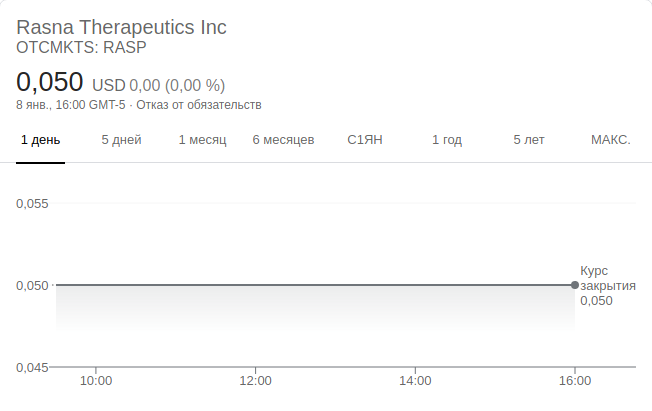 Rasna Therapeutics Inc
OTCMKTS: RASP
0,050 USD 0,00 (0,00 %)
8 янв., 16:00 GMT-5 · Отказ от обязательств
1 день 5 дней 1 месяц 6 месяцев С1ЯН 1 год 5 лет МАКС.
0,055
Курс
0,050 закрытия
0,050
0,045
10:00 12:00 14:00 16:00